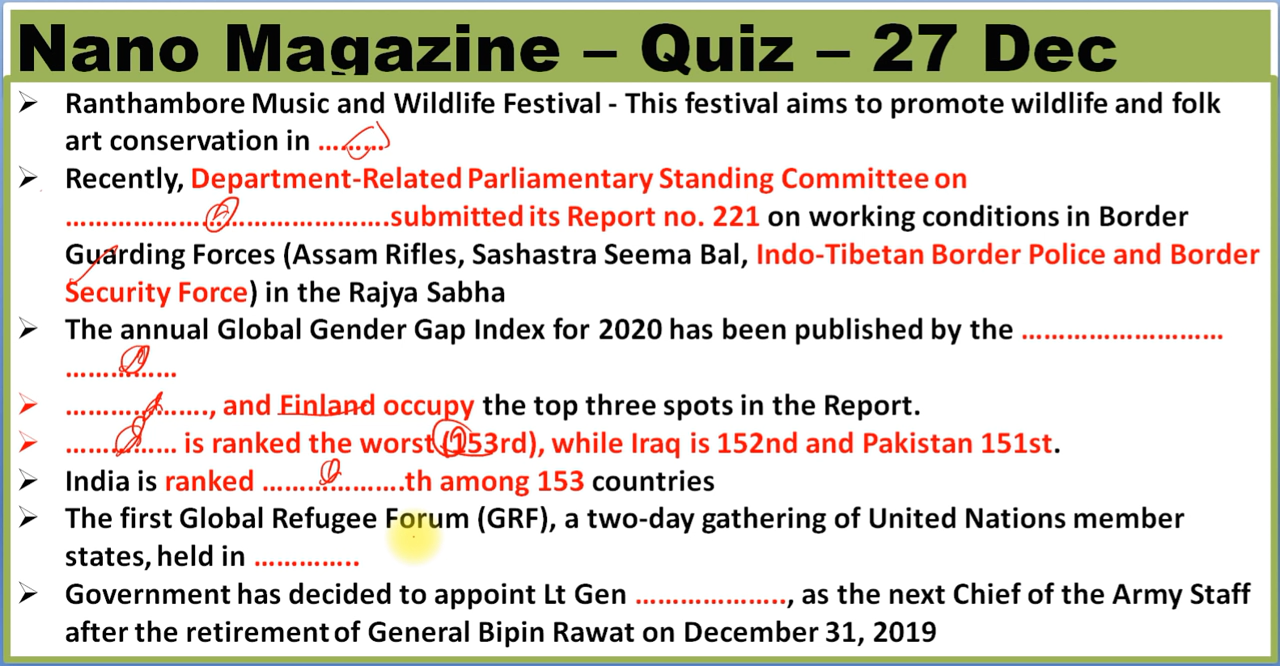 Nano Magazine – Quiz – 27 Dec
➢ Ranthambore Music and Wildlife Festival - This festival aims to promote wildlife and folk
art conservation in ………
➢ Recently, Department-Related Parliamentary Standing Committee on
……………………………………….submitted its Report no. 221 on working conditions in Border
Guarding Forces (Assam Rifles, Sashastra Seema Bal, Indo-Tibetan Border Police and Border
Security Force) in the Rajya Sabha
➢ The annual Global Gender Gap Index for 2020 has been published by the ………………………
……………
➢ ………………., and Finland occupy the top three spots in the Report.
➢ …………… is ranked the worst (153rd), while Iraq is 152nd and Pakistan 151st.
➢ India is ranked ……………….th among 153 countries
➢ The first Global Refugee Forum (GRF), a two-day gathering of United Nations member
states, held in …………..
➢ Government has decided to appoint Lt Gen ……………….., as the next Chief of the Army Staff
after the retirement of General Bipin Rawat on December 31, 2019